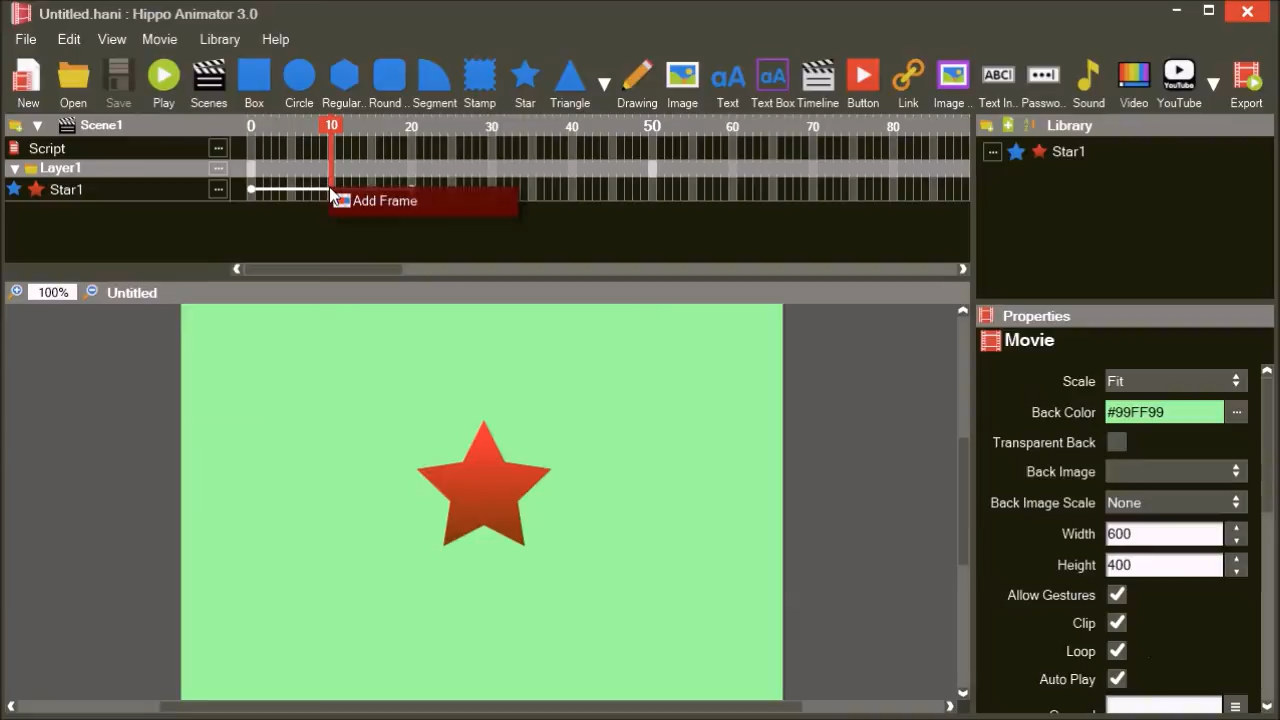 Untitled.hani : Hippo Animator 3.0
File Edit View Movie Library Help
New Open Save Play Scenes Box Circle Regular.. Round .. Segment Stamp Star Triangle Drawing Image Text Text Box Timeline Button Link Image .. Text In.. Passwo.. Sound Video YouTube Export
Scene1 0 10 20 30 40 50 60 70 80
Library
Script ...
Star1
Layer1 ...
Star1 ...
Add Frame
100% Untitled
Properties
Movie
Scale Fit
Back Color #99FF99 ...
Transparent Back
Back Image
Back Image Scale None
Width 600
Height 400
Allow Gestures
Clip
Loop
Auto Play